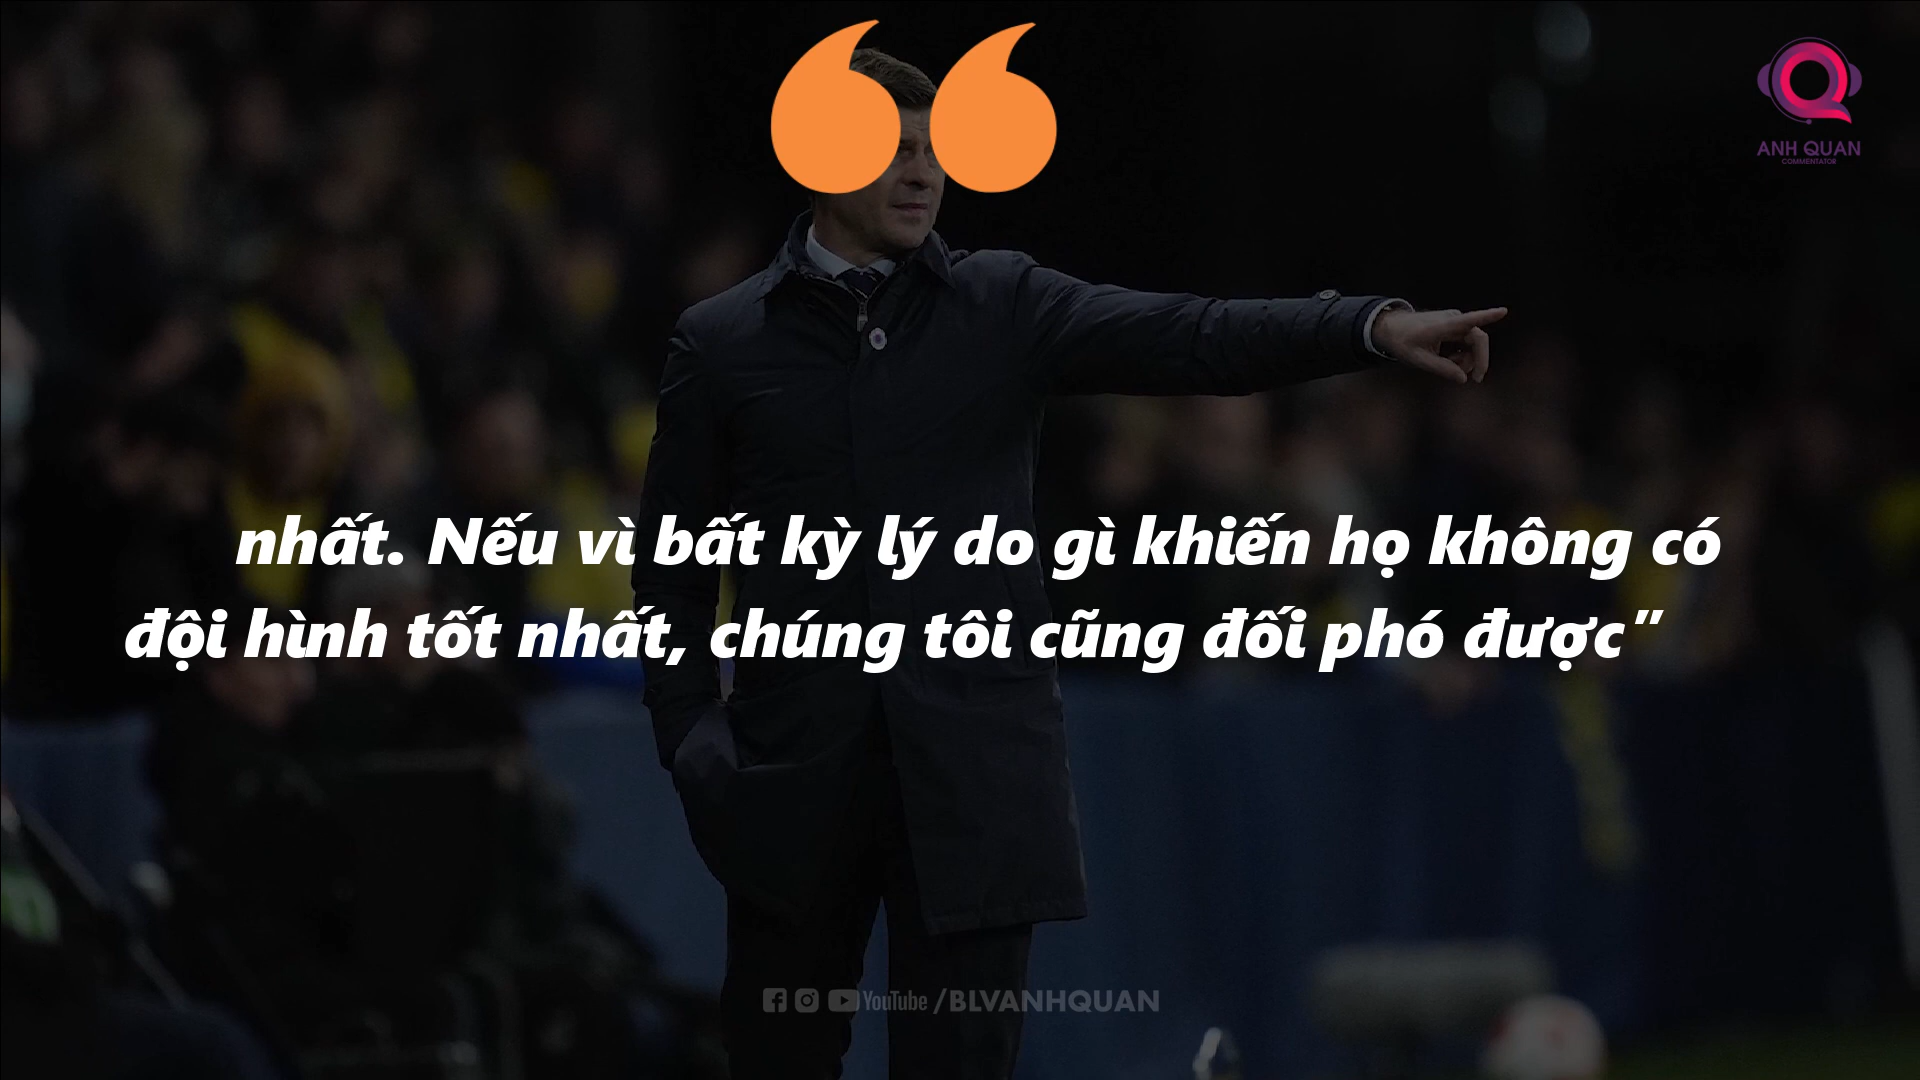 ANH QUAN
COMMENTATOR
nhất. Nếu vì bất kỳ lý do gì khiến họ không có
đội hình tốt nhất, chúng tôi cũng đối phó được"
YouTube /BLVANHQUAN